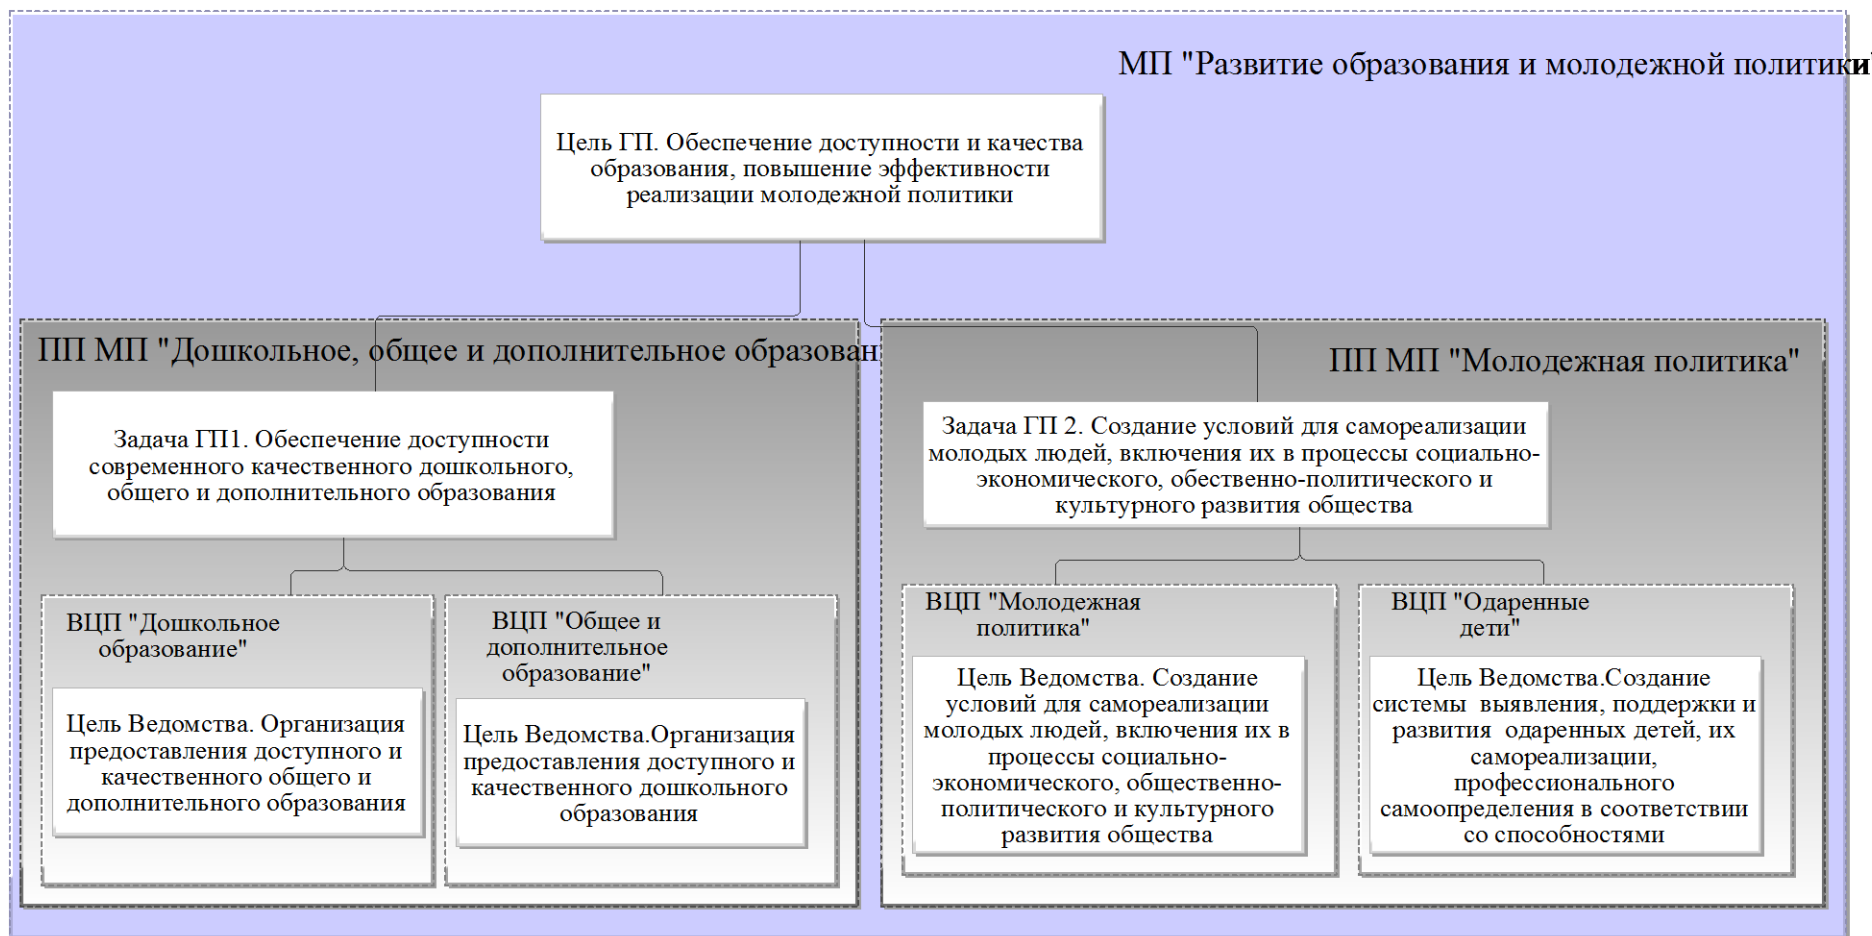 МП "Развитие образования и молодежной политики"
Цель ГП. Обеспечение доступности и качества
образования, повышение эффективности
реализации молодежной политики
ПП МП "Дошкольное, общее и дополнительное образован
Задача ГП1. Обеспечение доступности
современного качественного дошкольного,
общего и дополнительного образования
ВЦП "Дошкольное
образование"
Цель Ведомства. Организация
предоставления доступного и
качественного общего и
дополнительного образования
ВЦП "Общее и
дополнительное
образование"
Цель Ведомства.Организация
предоставления доступного и
качественного дошкольного
образования
ПП МП "Молодежная политика"
Задача ГП 2. Создание условий для самореализации
молодых людей, включения их в процессы социально-
экономического, обественно-политического и
культурного развития общества
ВЦП "Молодежная
политика"
Цель Ведомства. Создание
условий для самореализации
молодых людей, включения их в
процессы социально-
экономического, общественно-
политического и культурного
развития общества
ВЦП "Одаренные
дети"
Цель Ведомства.Создание
системы выявления, поддержки и
развития одаренных детей, их
самореализации,
профессионального
самоопределения в соответствии
со способностями